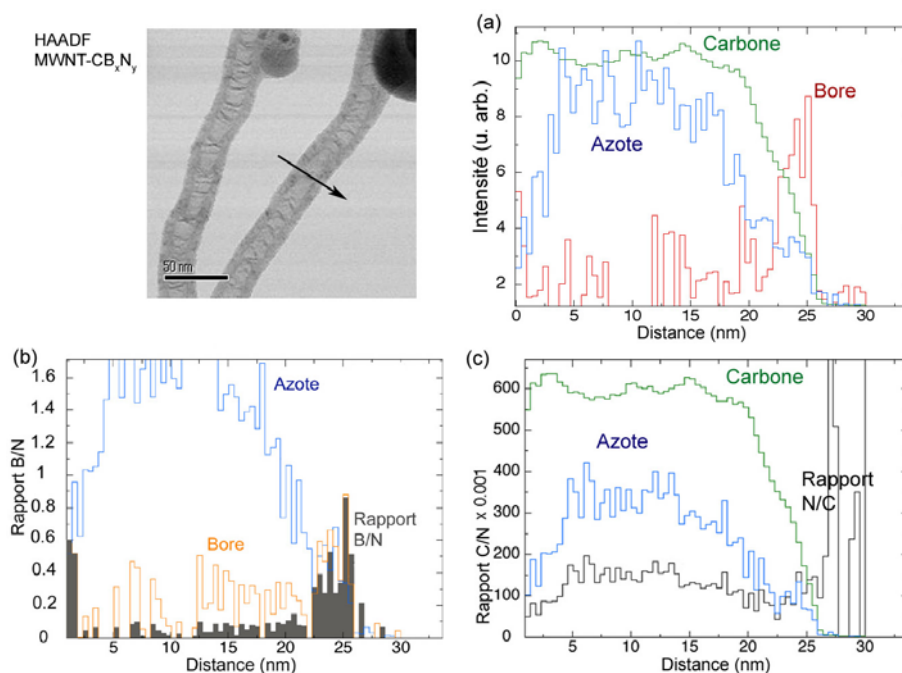 HAADF
MWNT-CBxNy
50 nm
(a)
Carbone
Bore
Azote
Intensité (u. arb.)
10
8
6
4
2
0
5
10
15
20
25
30
Distance (nm)
(b)
Azote
Bore
Rapport
B/N
Rapport B/N
1.6
1.4
1.2
1
0.8
0.6
0.4
0.2
0
5
10
15
20
25
30
Distance (nm)
(c)
Carbone
Azote
Rapport
N/C
Rapport C/N x 0.001
600
500
400
300
200
100
0
5
10
15
20
25
30
Distance (nm)